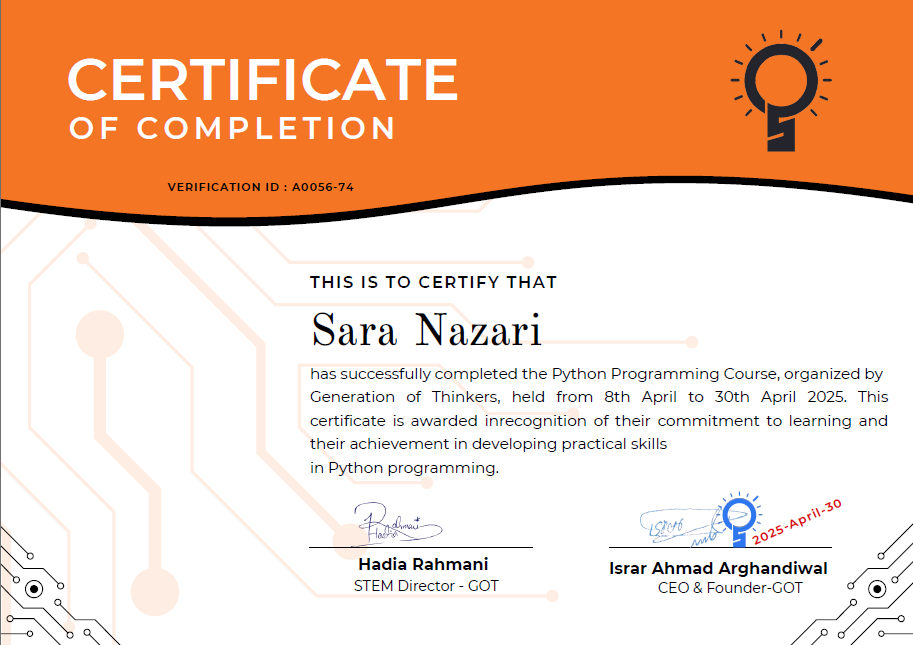 CERTIFICATE
OF COMPLETION
VERIFICATION ID : A0056-74
THIS IS TO CERTIFY THAT
Sara Nazari
has successfully completed the Python Programming Course, organized by
Generation of Thinkers, held from 8th April to 30th April 2025. This
certificate is awarded inrecognition of their commitment to learning and
their achievement in developing practical skills
in Python programming.
2025-April-30
Hadia Rahmani
STEM Director - GOT
Israr Ahmad Arghandiwal
CEO & Founder-GOT